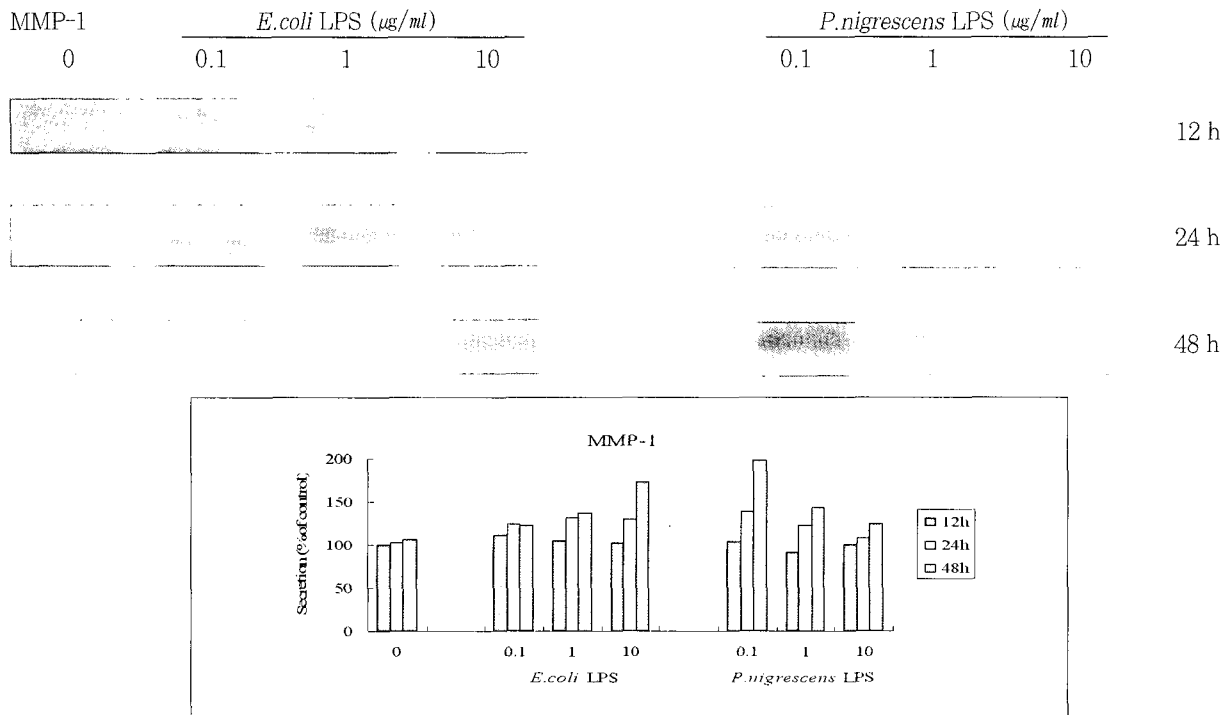 MMP-1 E.coli LPS (μg/ml) P.nigrescens LPS (μg/ml)
0 0.1 1 10 0.1 1 10
12 h
24 h
48 h
MMP-1
Secretion (% of control)
200
150
100
50
0
0 0.1 1 10 0.1 1 10
E.coli LPS P.nigrescens LPS
12h
24h
48h